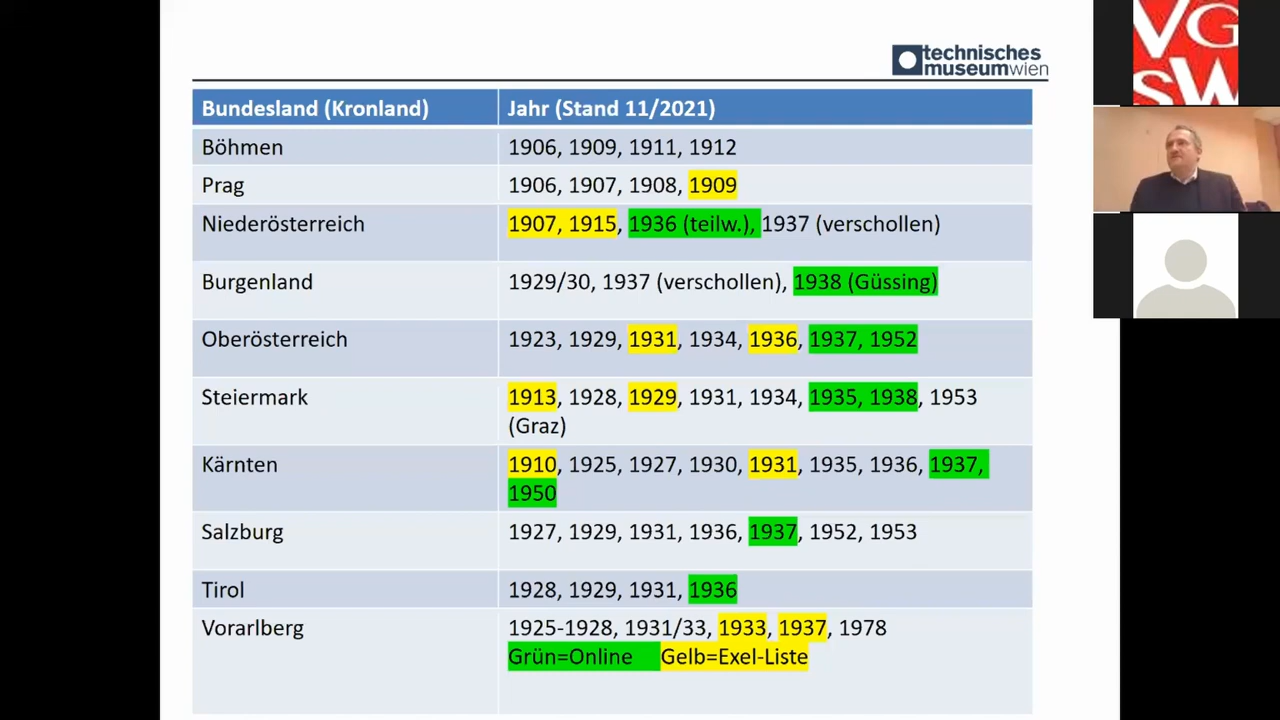 technisches
museumwien
Bundesland (Kronland) Jahr (Stand 11/2021)
Böhmen 1906, 1909, 1911, 1912
Prag 1906, 1907, 1908, 1909
Niederösterreich 1907, 1915, 1936 (teilw.), 1937 (verschollen)
Burgenland 1929/30, 1937 (verschollen), 1938 (Güssing)
Oberösterreich 1923, 1929, 1931, 1934, 1936, 1937, 1952
Steiermark 1913, 1928, 1929, 1931, 1934, 1935, 1938, 1953
(Graz)
Kärnten 1910, 1925, 1927, 1930, 1931, 1935, 1936, 1937,
1950
Salzburg 1927, 1929, 1931, 1936, 1937, 1952, 1953
Tirol 1928, 1929, 1931, 1936
Vorarlberg 1925-1928, 1931/33, 1933, 1937, 1978
Grün=Online Gelb=Exel-Liste
VG
SW